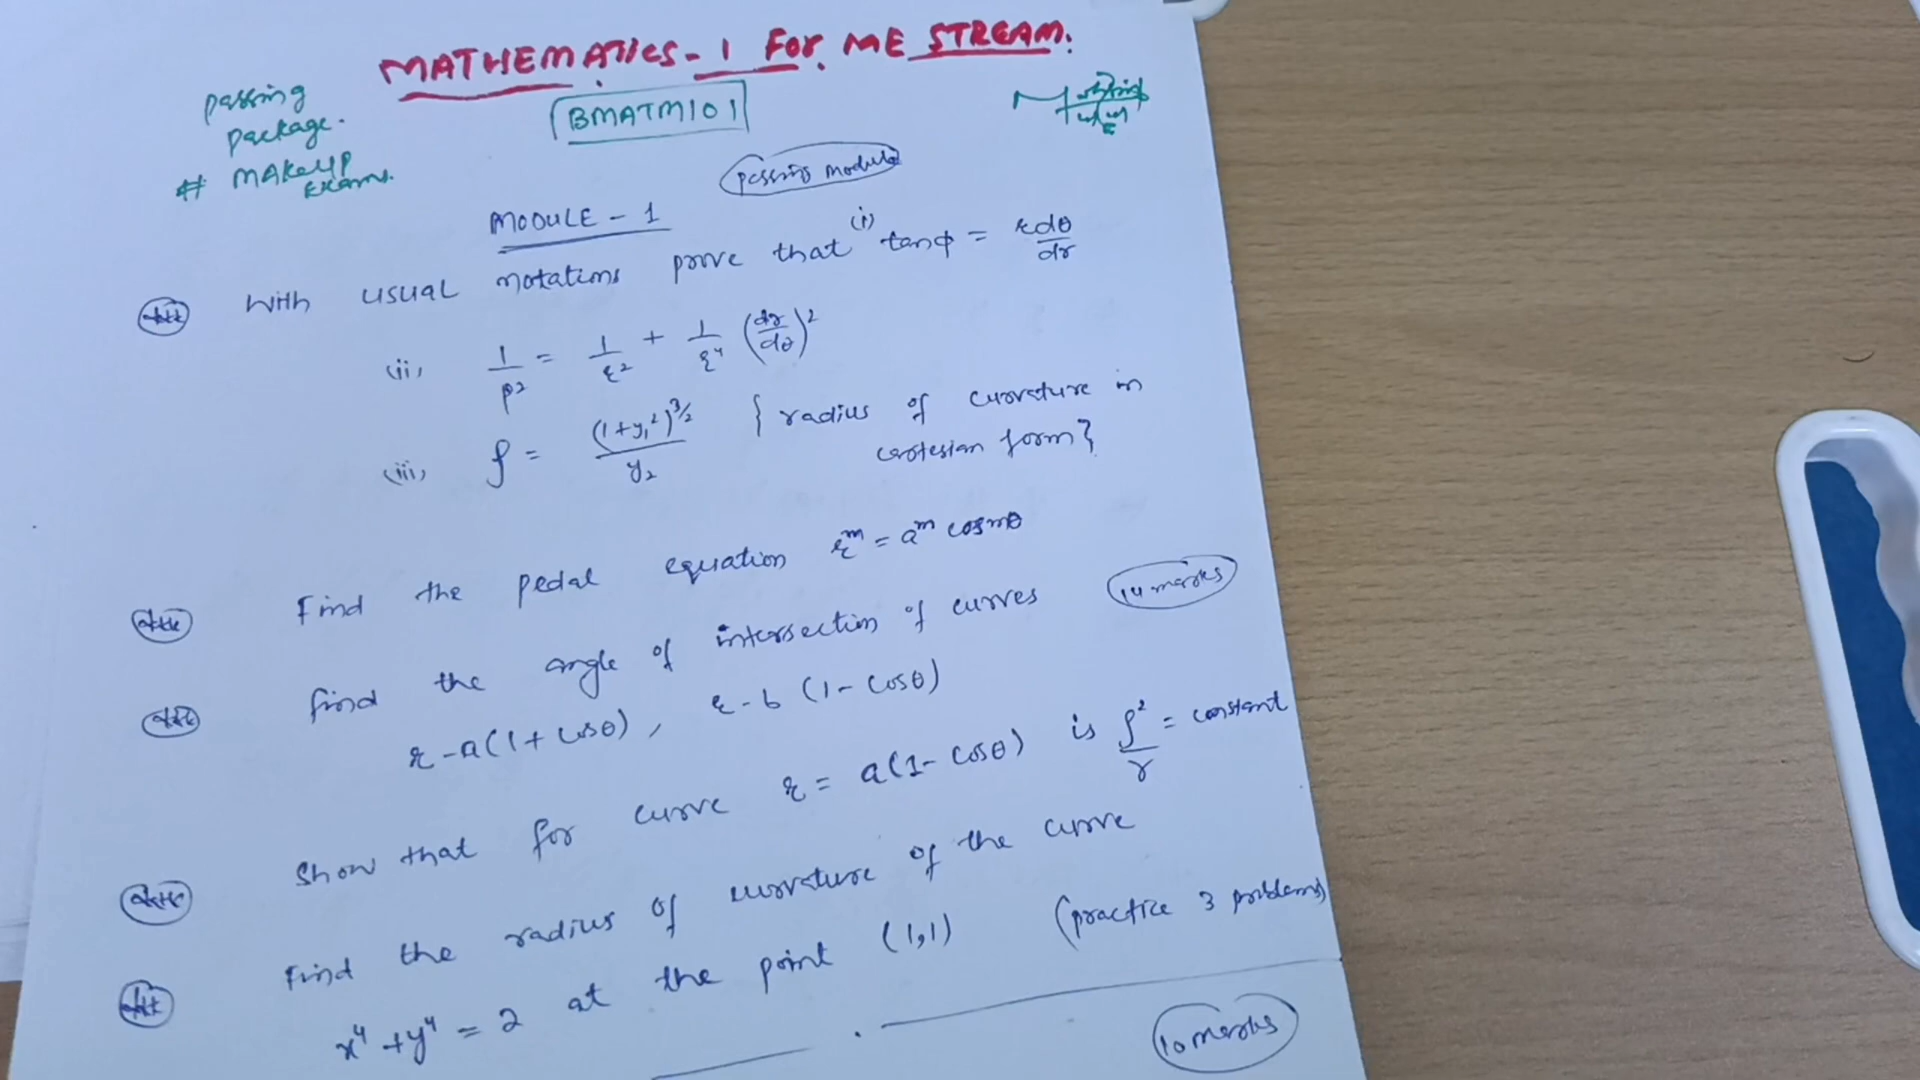 MATHEMATICS-1 FOR ME STREAM.
passing
package.
# MAKEUP
EXAMS.
BMATM101
passing module
MODULE - 1
With usual notations prove that (i) tanφ = rdθ/dr
(ii) 1/p² = 1/r² + 1/r⁴ (dr/dθ)²
(iii) ρ = (1+y₁²)^3/2 / y₂ { radius of curvature in
cartesian form}
Find the pedal equation r^m = a^m cosmθ
find the angle of intersection of curves
14 marks
r - a(1+cosθ), r - b(1-cosθ)
Show that for curve r = a(1-cosθ) is ρ²/r = constant
Find the radius of curvature of the curve
x⁴+y⁴ = 2 at the point (1,1) (practice 3 problems)
10 marks